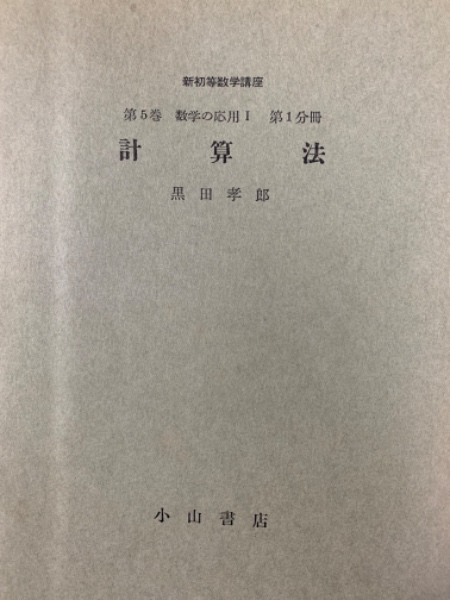 新初等数学講座
第5巻 数学の応用I 第1分冊
計算法
黒田孝郎
小山書店